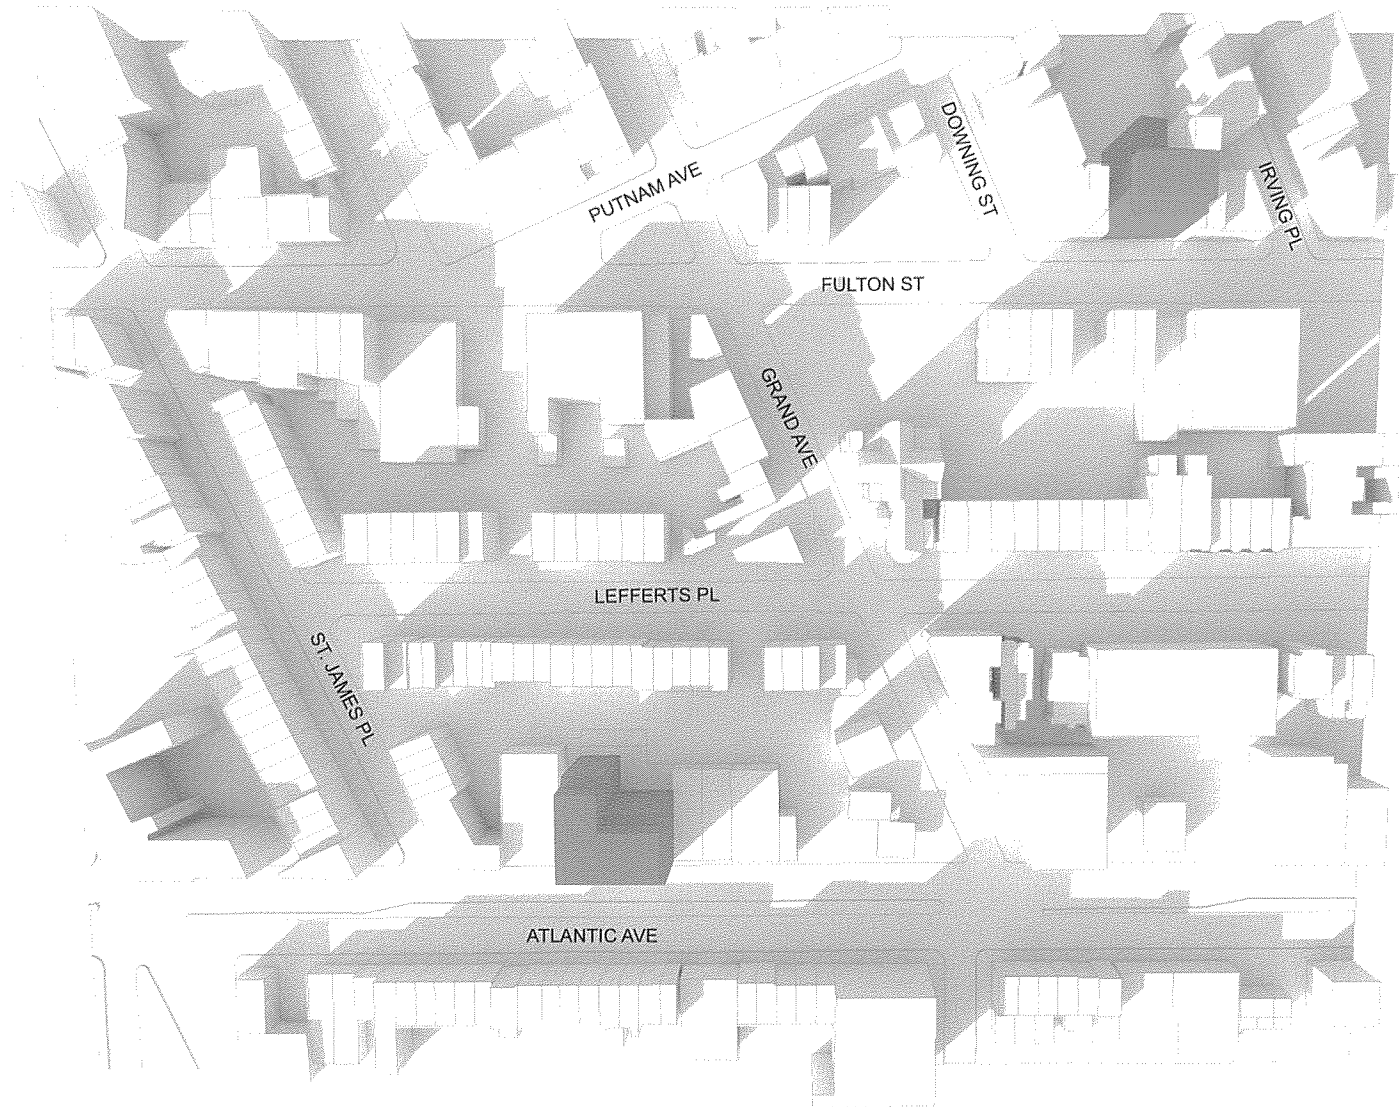 DOWNING ST
PUTNAM AVE
IRVING PL
FULTON ST
GRAND AVE
LEFFERTS PL
ST. JAMES PL
ATLANTIC AVE